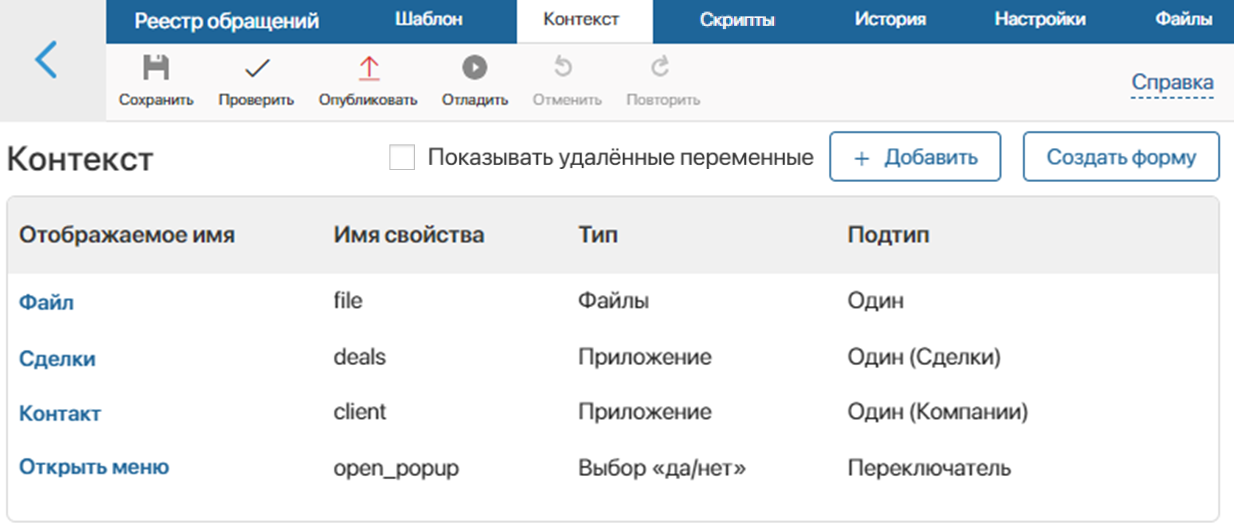 Реестр обращений Шаблон Контекст Скрипты История Настройки Файлы
Сохранить Проверить Опубликовать Отладить Отменить Повторить Справка
Контекст Показывать удалённые переменные + Добавить Создать форму
Отображаемое имя Имя свойства Тип Подтип
Файл file Файлы Один
Сделки deals Приложение Один (Сделки)
Контакт client Приложение Один (Компании)
Открыть меню open_popup Выбор «да/нет» Переключатель